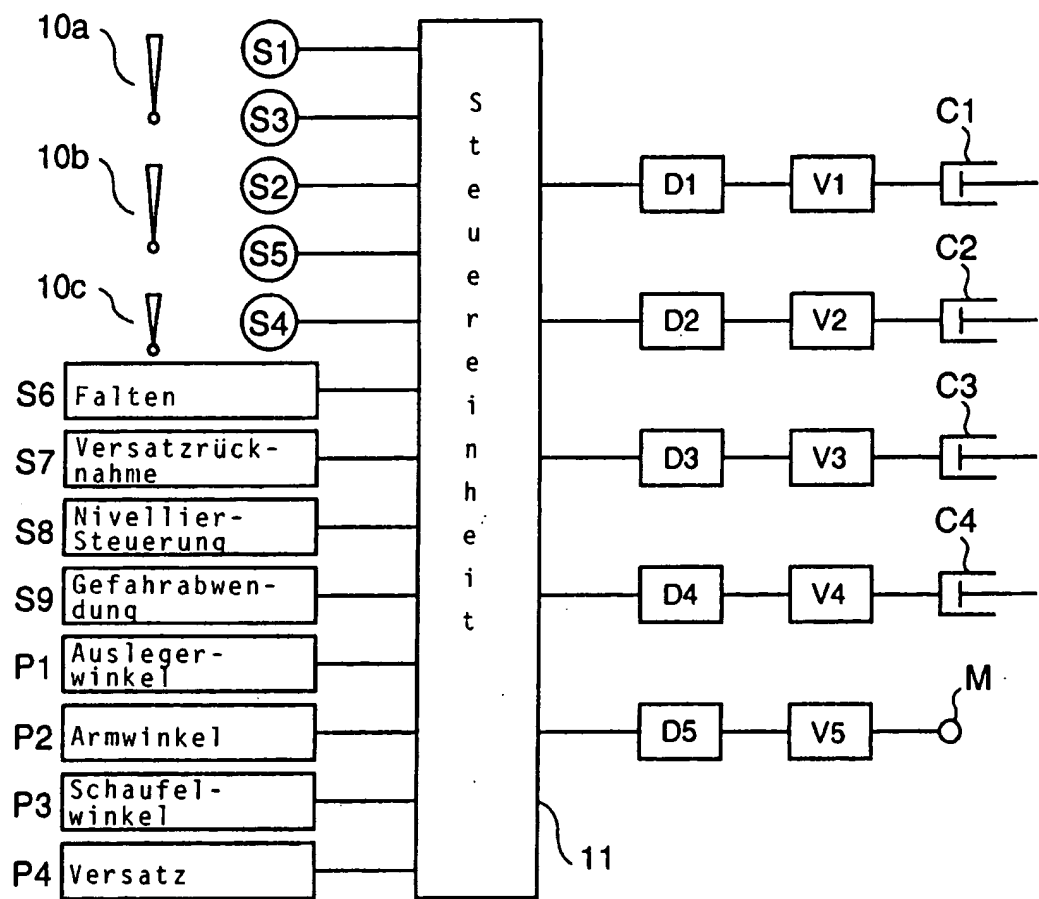 10a
S1
S3
10b
S2
S5
10c
S4
S6 Falten
S7 Versatzrück-
nahme
S8 Nivellier-
Steuerung
S9 Gefahrabwen-
dung
P1 Ausleger-
winkel
P2 Armwinkel
P3 Schaufel-
winkel
P4 Versatz
Steuereinheit
11
D1 V1 C1
D2 V2 C2
D3 V3 C3
D4 V4 C4
D5 V5 M